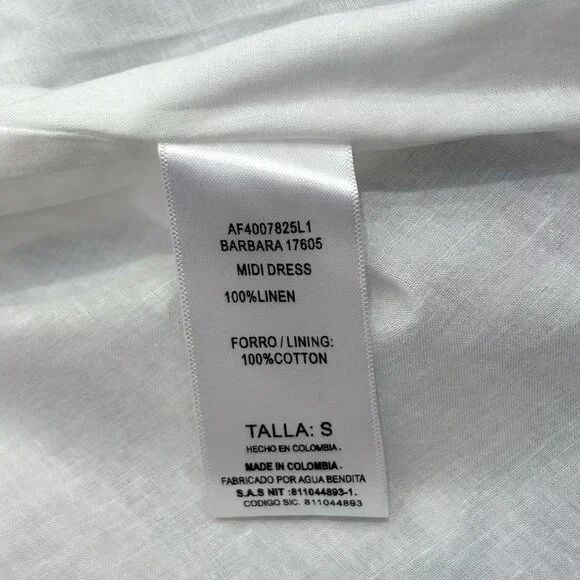 AF4007825L1
BARBARA 17605
MIDI DRESS
100%LINEN
FORRO / LINING:
100%COTTON
TALLA: S
HECHO EN COLOMBIA.
MADE IN COLOMBIA.
FABRICADO POR AGUA BENDITA
S.A.S NIT :811044893-1.
CODIGO SIC. 811044893